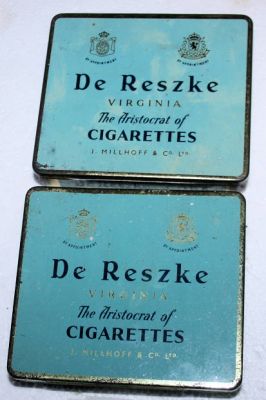 BY APPOINTMENT
BY APPOINTMENT
De Reszke
VIRGINIA
The Aristocrat of
CIGARETTES
J. MILLHOFF & Co. LTD.
BY APPOINTMENT
BY APPOINTMENT
De Reszke
VIRGINIA
The Aristocrat of
CIGARETTES
J. MILLHOFF & Co. LTD.